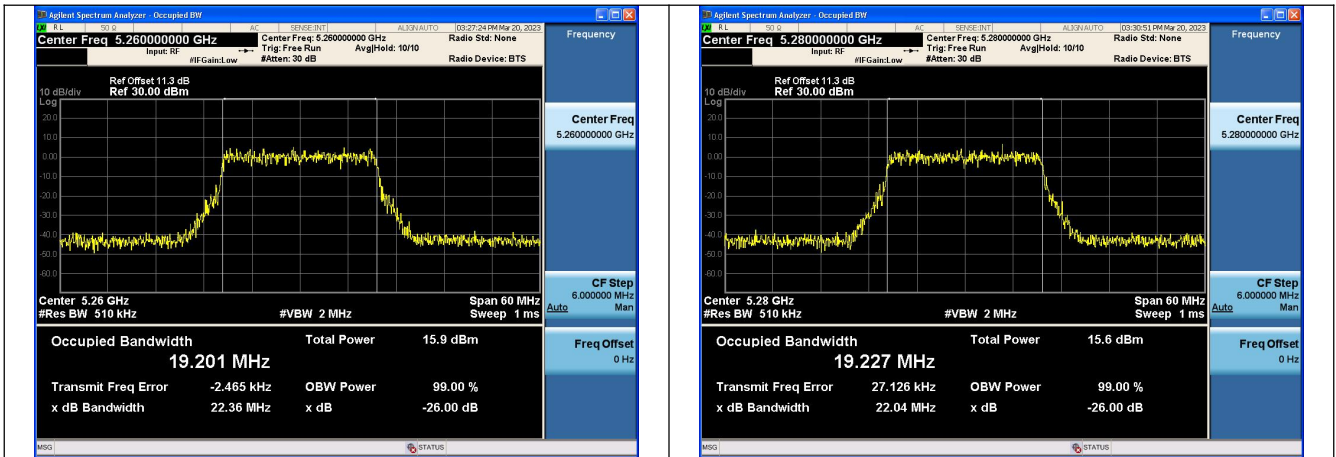 Agilent Spectrum Analyzer - Occupied BW
RL 50 Ω AC SENSE:INT ALIGNAUTO 03:27:24 PM Mar 20, 2023
Center Freq 5.260000000 GHz
Input: RF
#IFGain:Low
Center Freq: 5.260000000 GHz
Trig: Free Run Avg|Hold: 10/10
#Atten: 30 dB
Radio Std: None
Radio Device: BTS
Frequency
Ref Offset 11.3 dB
10 dB/div Ref 30.00 dBm
Log
20.0
10.0
0.00
-10.0
-20.0
-30.0
-40.0
-50.0
-60.0
Center Freq
5.260000000 GHz
Center 5.26 GHz Span 60 MHz
#Res BW 510 kHz #VBW 2 MHz Sweep 1 ms
CF Step
6.000000 MHz
Auto Man
Occupied Bandwidth Total Power 15.9 dBm
19.201 MHz
Transmit Freq Error -2.465 kHz OBW Power 99.00 %
x dB Bandwidth 22.36 MHz x dB -26.00 dB
Freq Offset
0 Hz
MSG STATUS
Agilent Spectrum Analyzer - Occupied BW
RL 50 Ω AC SENSE:INT ALIGNAUTO 03:30:51 PM Mar 20, 2023
Center Freq 5.280000000 GHz
Input: RF
#IFGain:Low
Center Freq: 5.280000000 GHz
Trig: Free Run Avg|Hold: 10/10
#Atten: 30 dB
Radio Std: None
Radio Device: BTS
Frequency
Ref Offset 11.3 dB
10 dB/div Ref 30.00 dBm
Log
20.0
10.0
0.00
-10.0
-20.0
-30.0
-40.0
-50.0
-60.0
Center Freq
5.280000000 GHz
Center 5.28 GHz Span 60 MHz
#Res BW 510 kHz #VBW 2 MHz Sweep 1 ms
CF Step
6.000000 MHz
Auto Man
Occupied Bandwidth Total Power 15.6 dBm
19.227 MHz
Transmit Freq Error 27.126 kHz OBW Power 99.00 %
x dB Bandwidth 22.04 MHz x dB -26.00 dB
Freq Offset
0 Hz
MSG STATUS